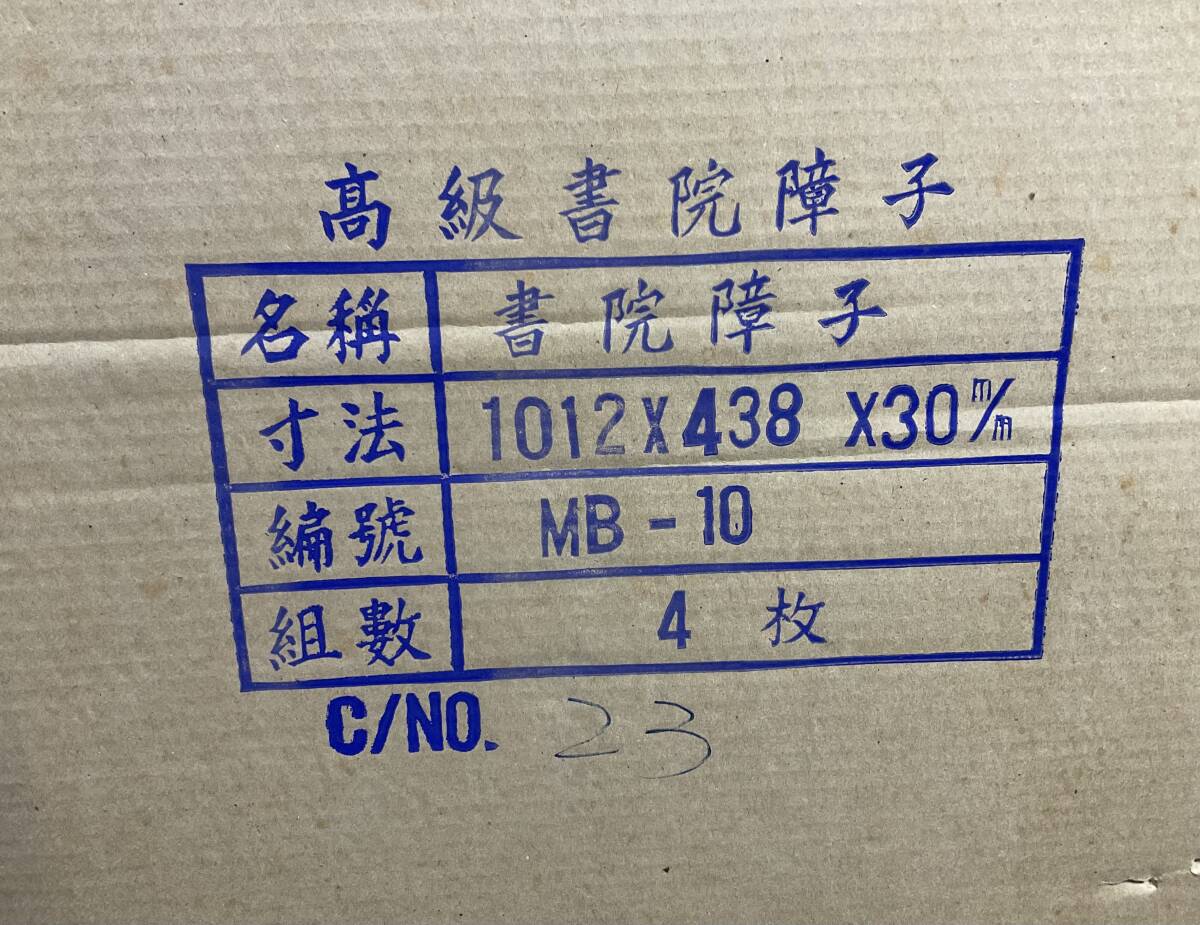 高級書院障子
名稱 書院障子
寸法 1012X438 X30m/m
編號 MB-10
組數 4 枚
C/NO. 23